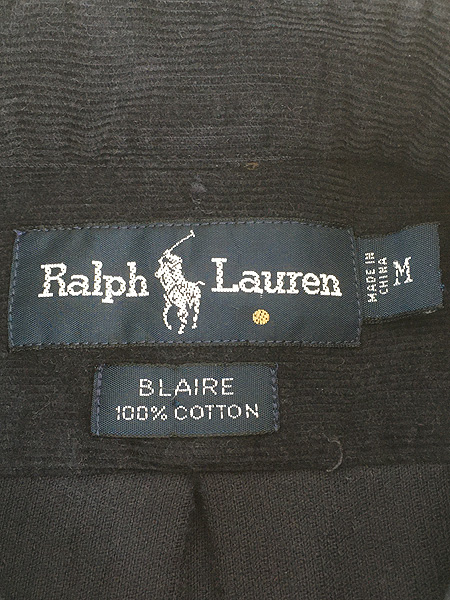 Ralph Lauren
MADE IN
CHINA
M
BLAIRE
100% COTTON